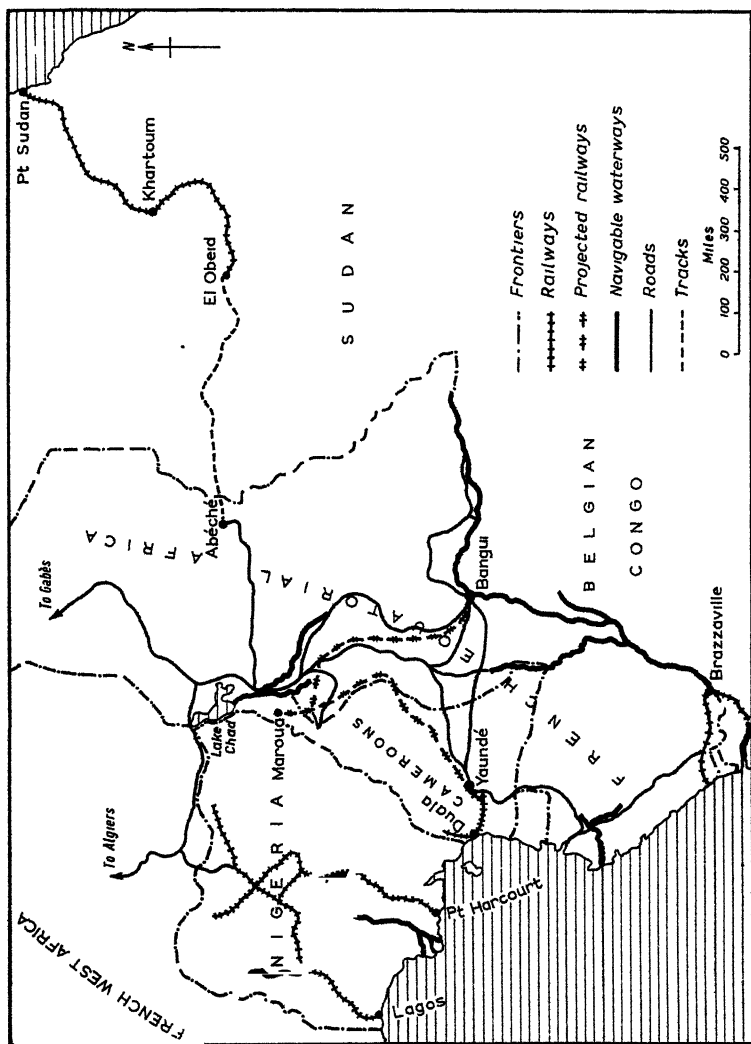 N
Pt Sudan
Khartoum
El Obeid
SUDAN
Abéché
To Gabès
FRENCH EQUATORIAL AFRICA
Lake
Chad
Maroua
NIGERIA
To Algiers
FRENCH WEST AFRICA
CAMEROONS
Duala
Yaundé
Bangui
BELGIAN
CONGO
Brazzaville
Pt Harcourt
Lagos
Frontiers
Railways
Projected railways
Navigable waterways
Roads
Tracks
0 100 200 300 400 500
Miles